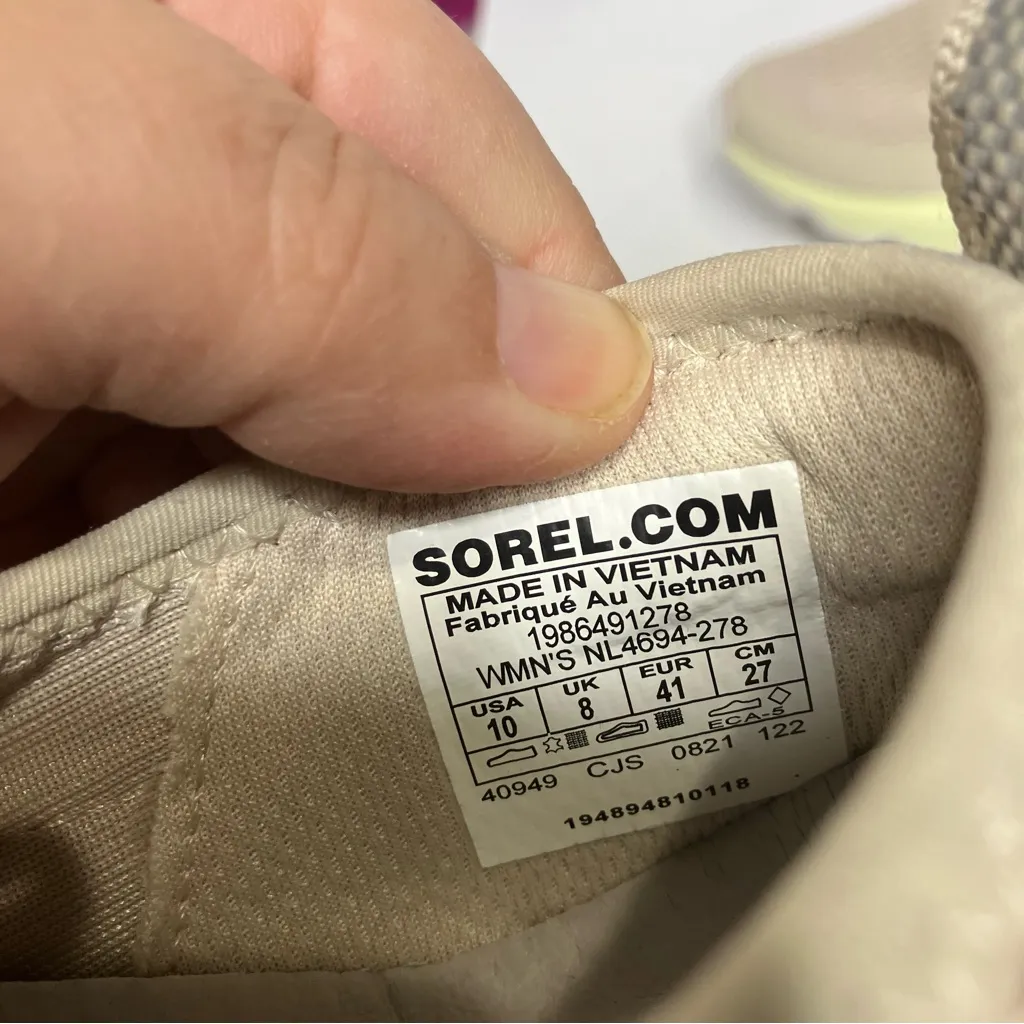 SOREL.COM
MADE IN VIETNAM
Fabriqué Au Vietnam
1986491278
WMN'S NL4694-278
USA UK EUR CM
10 8 41 27
ECA-5
40949 CJS 0821 122
194894810118